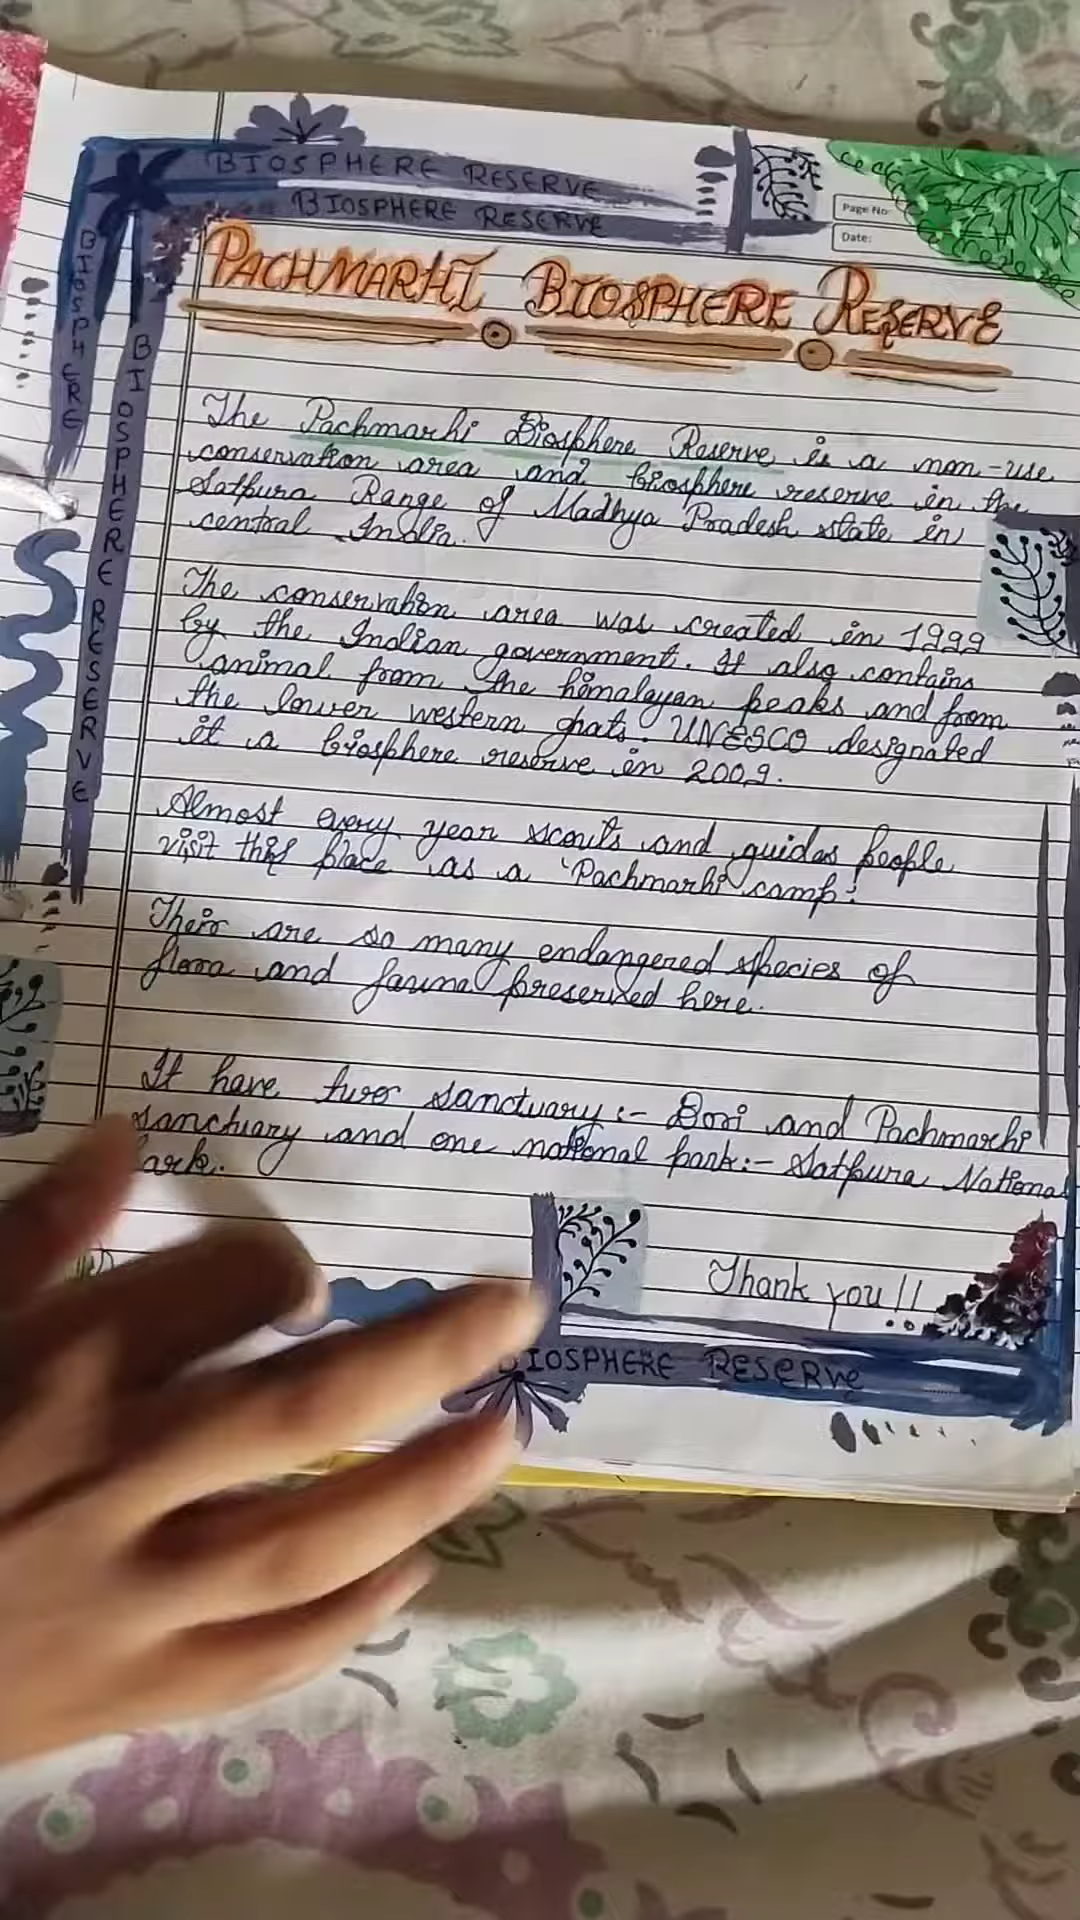 BIOSPHERE RESERVE
BIOSPHERE RESERVE
Page No:
Date:
BIOSPHERE
BIOSPHERE RESERVE
PACHMARHI BIOSPHERE RESERVE
The Pachmarhi Biosphere Reserve is a non-use
conservation area and biosphere reserve in the
Satpura Range of Madhya Pradesh state in
central India.
The conservation area was created in 1999
by the Indian government. It also contains
animal from the himalayan peaks and from
the lower western ghats. UNESCO designated
it a biosphere reserve in 2009.
Almost every year scouts and guides people
visit this place as a 'Pachmarhi camp'.
Their are so many endangered species of
flora and fauna preserved here.
It have two sanctuary :- Bori and Pachmarhi
sanctuary and one national park:- Satpura National
Park.
Thank you!!
BIOSPHERE RESERVE